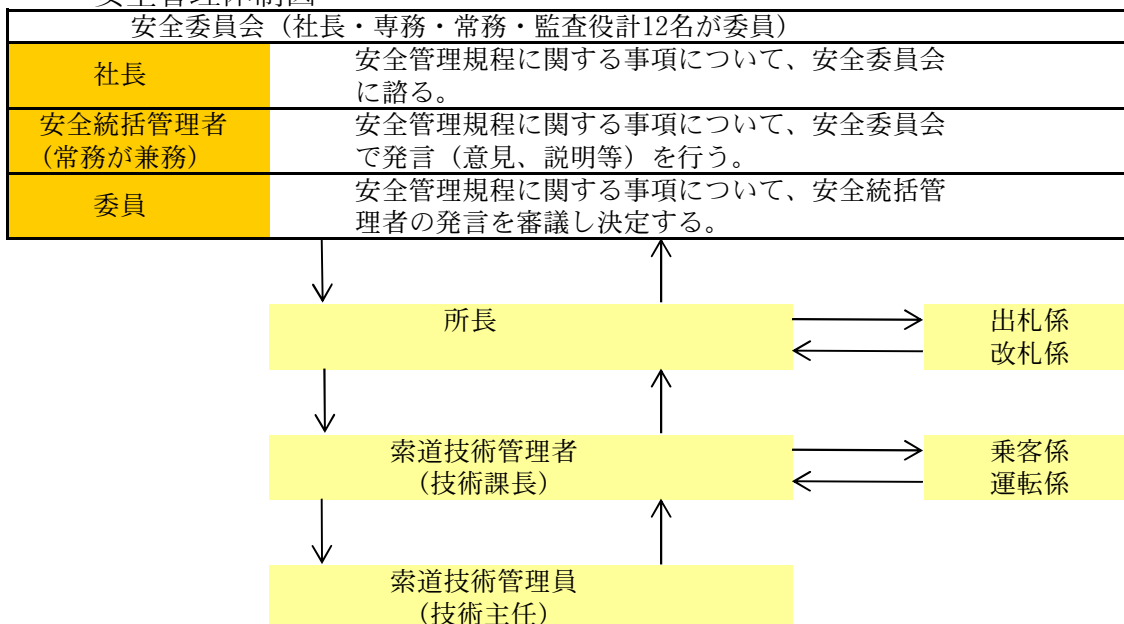 安全管理体制図
安全委員会（社長・専務・常務・監査役計12名が委員）
社長
安全管理規程に関する事項について、安全委員会
に諮る。
安全統括管理者
（常務が兼務）
安全管理規程に関する事項について、安全委員会
で発言（意見、説明等）を行う。
委員
安全管理規程に関する事項について、安全統括管
理者の発言を審議し決定する。
所長
出札係
改札係
索道技術管理者
（技術課長）
乗客係
運転係
索道技術管理員
（技術主任）